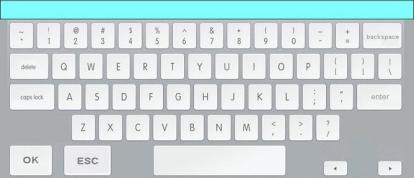 ~ ! @ # $ % ^ & * ( ) – + backspace
` 1 2 3 4 5 6 7 8 9 0 - =
delete Q W E R T Y U I O P { } |
[ ] \
caps lock A S D F G H J K L : " enter
; '
Z X C V B N M < > ?
, . /
OK ESC